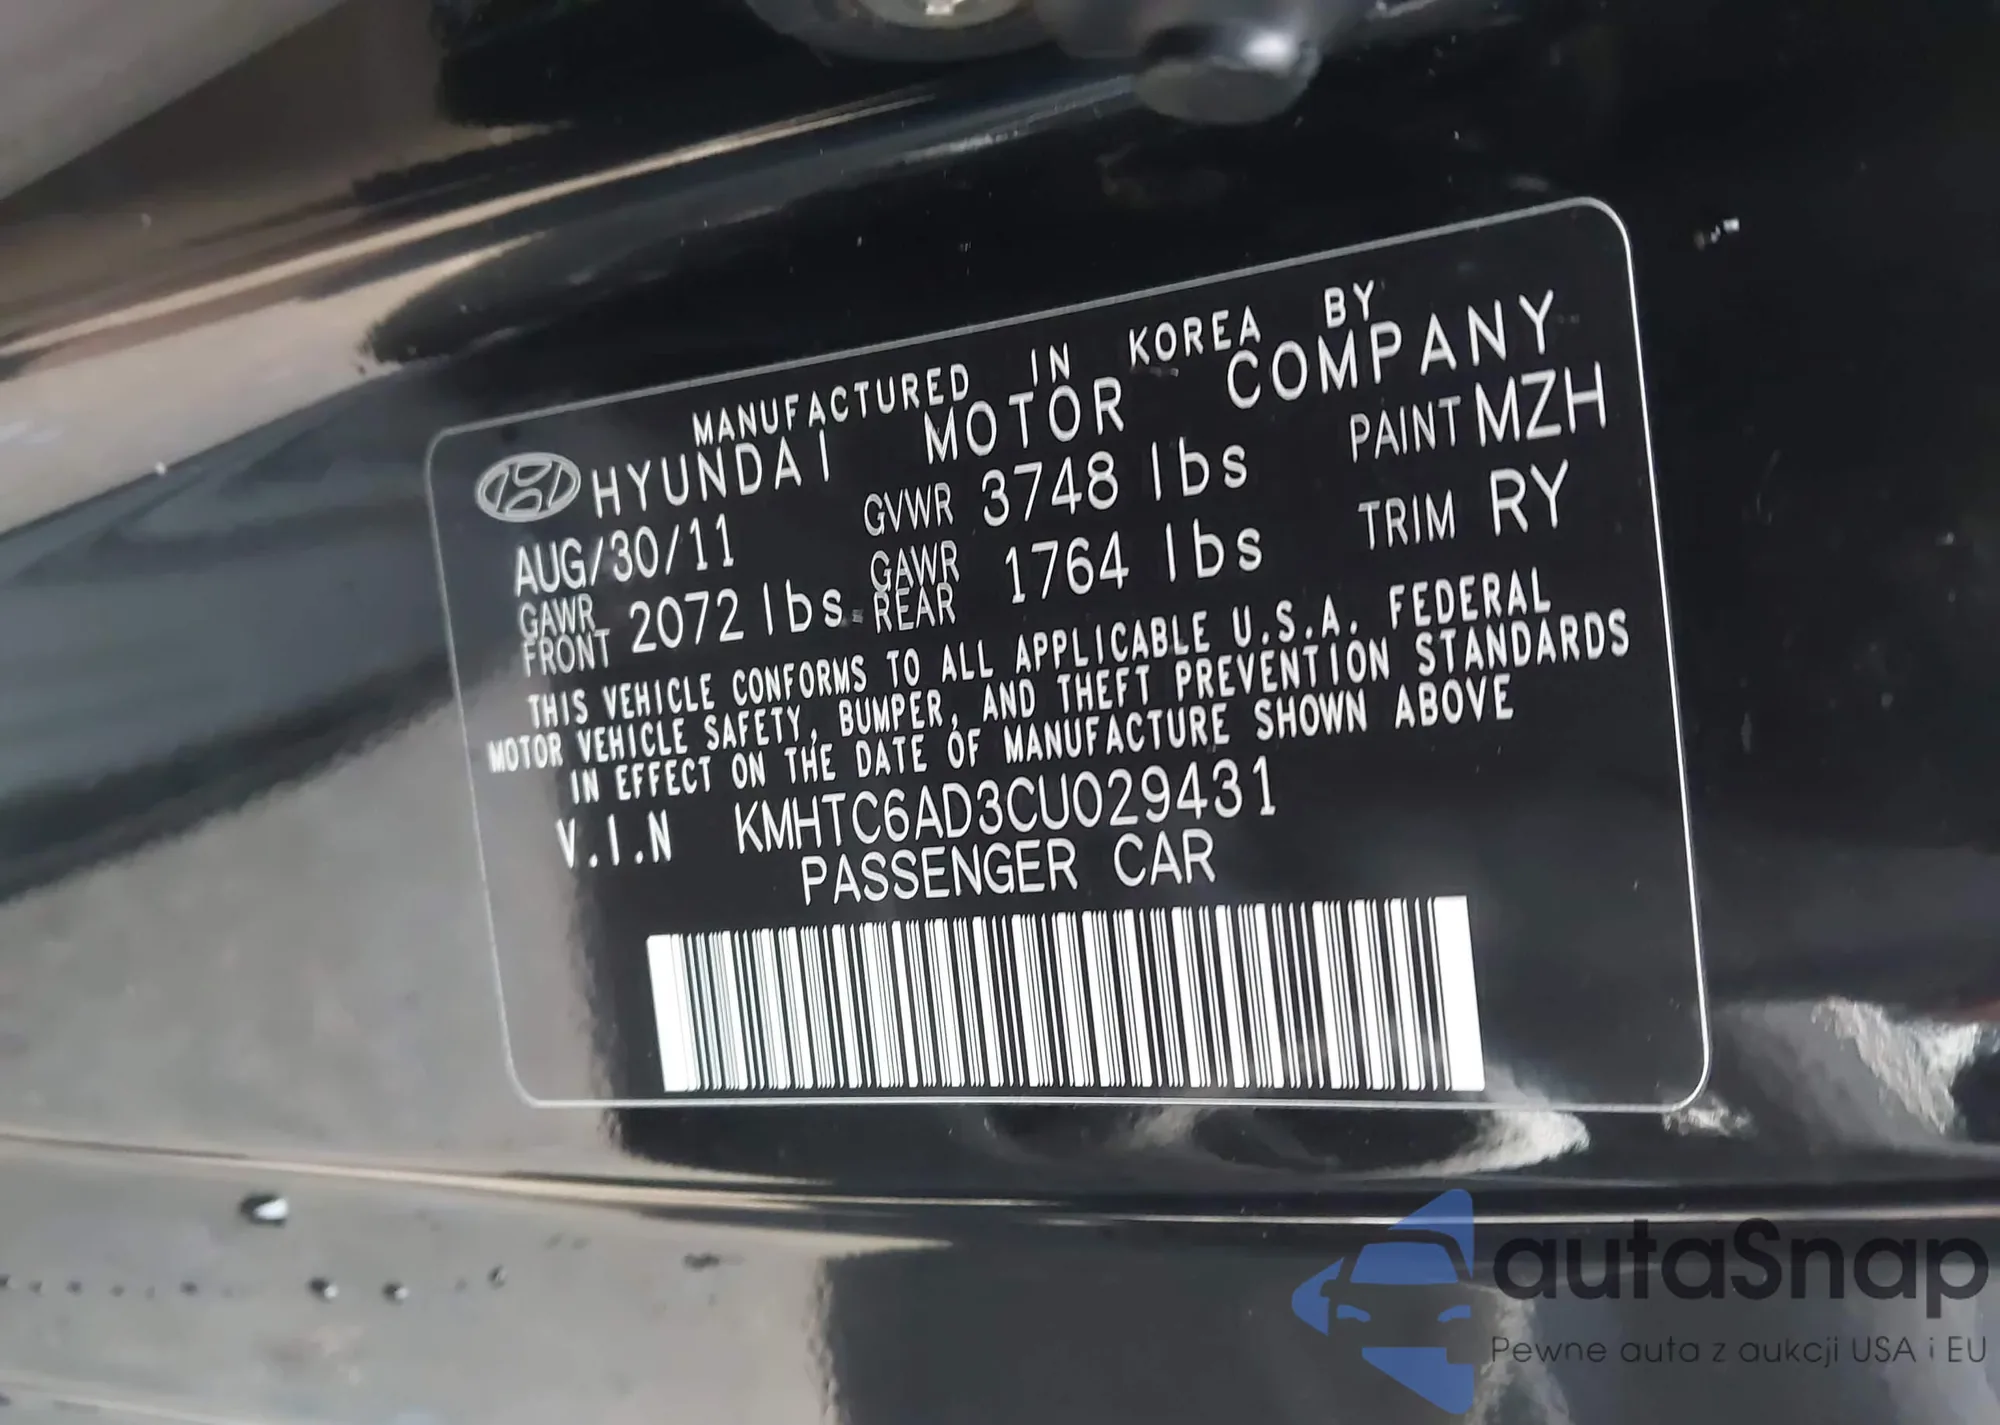 MANUFACTURED IN KOREA BY
HYUNDAI MOTOR COMPANY
AUG/30/11 GVWR 3748 lbs PAINT MZH
GAWR FRONT 2072 lbs GAWR REAR 1764 lbs TRIM RY
THIS VEHICLE CONFORMS TO ALL APPLICABLE U.S.A. FEDERAL
MOTOR VEHICLE SAFETY, BUMPER, AND THEFT PREVENTION STANDARDS
IN EFFECT ON THE DATE OF MANUFACTURE SHOWN ABOVE
V.I.N KMHTC6AD3CU029431
PASSENGER CAR
autaSnap
Pewne auta z aukcji USA i EU